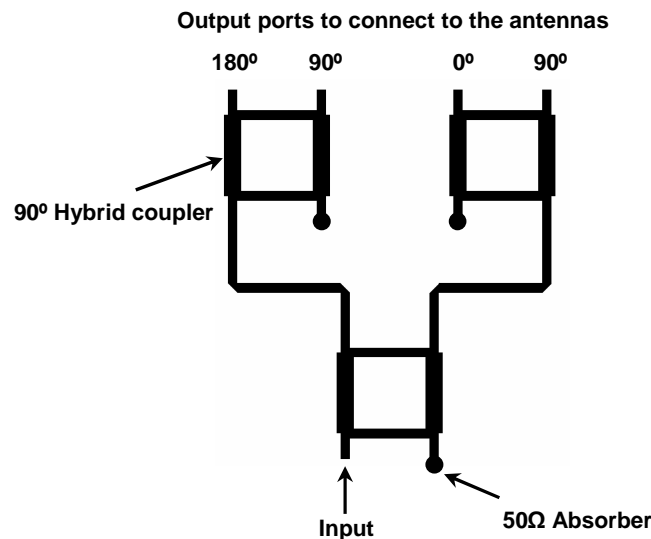 Output ports to connect to the antennas
180º 90º 0º 90º
90º Hybrid coupler
50Ω Absorber
Input